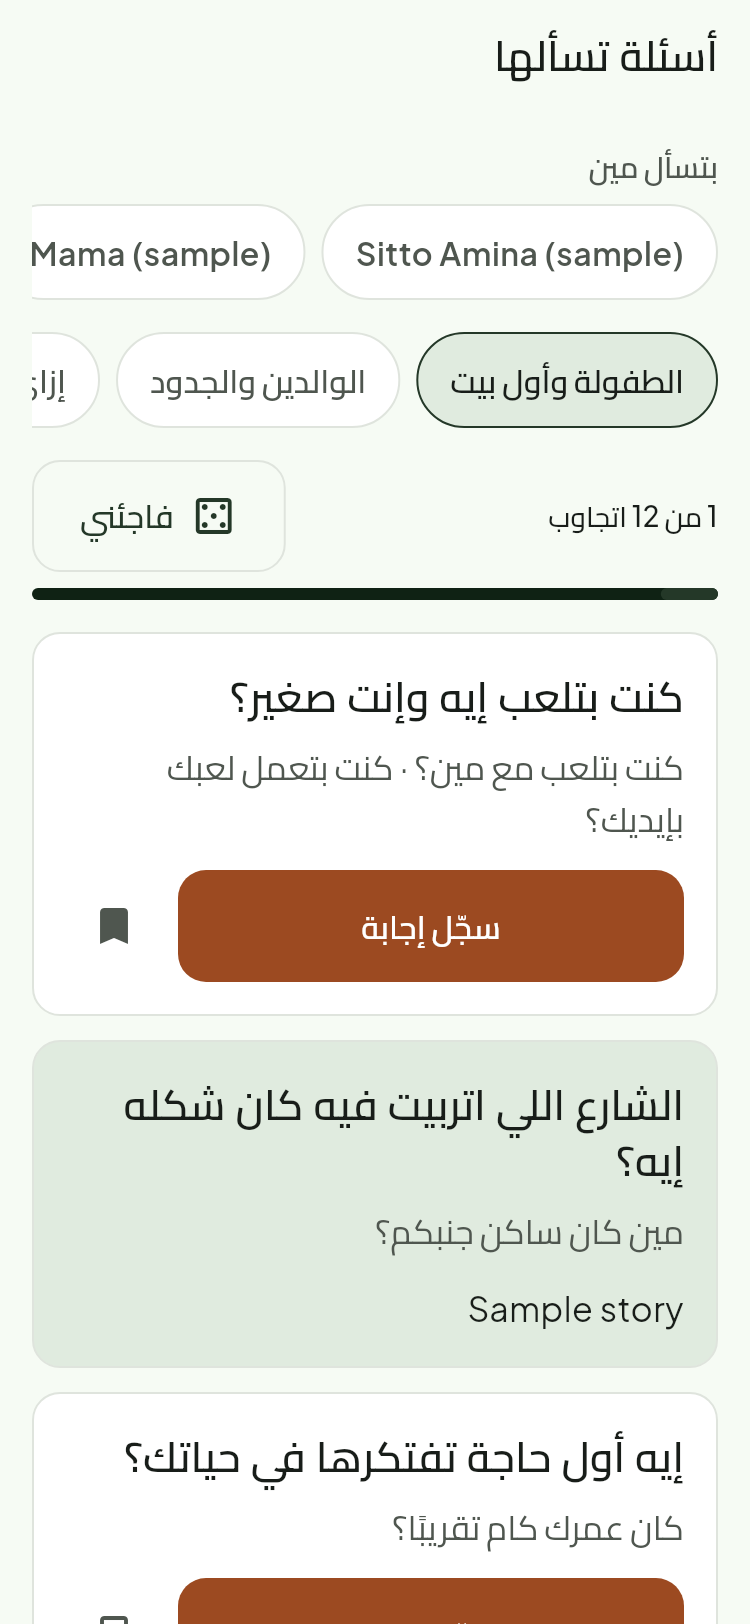 أسئلة تسألها
بتسأل مين
Sitto Amina (sample) Mama (sample)
الطفولة وأول بيت الوالدين والجدود
1 من 12 اتجاوب فاجئني
كنت بتلعب إيه وإنت صغير؟
كنت بتلعب مع مين؟ · كنت بتعمل لعبك
بإيديك؟
سجّل إجابة
الشارع اللي اتربيت فيه كان شكله
إيه؟
مين كان ساكن جنبكم؟
Sample story
إيه أول حاجة تفتكرها في حياتك؟
كان عمرك كام تقريبًا؟